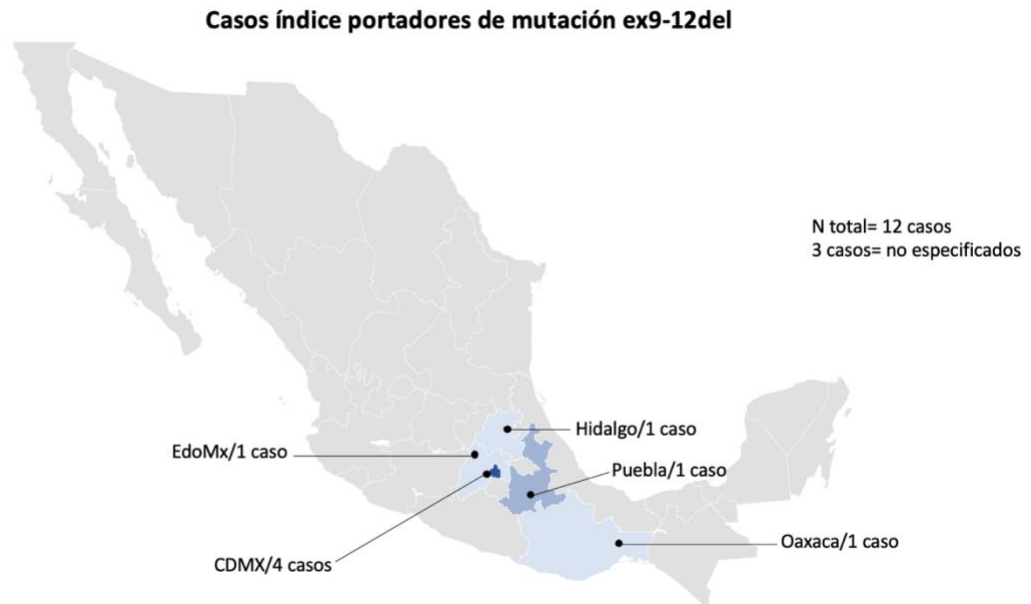 Casos índice portadores de mutación ex9-12del
N total= 12 casos
3 casos= no especificados
Hidalgo/1 caso
EdoMx/1 caso
Puebla/1 caso
Oaxaca/1 caso
CDMX/4 casos